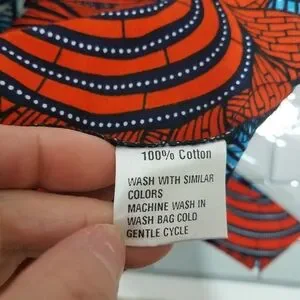 100% Cotton
WASH WITH SIMILAR
COLORS
MACHINE WASH IN
WASH BAG COLD
GENTLE CYCLE